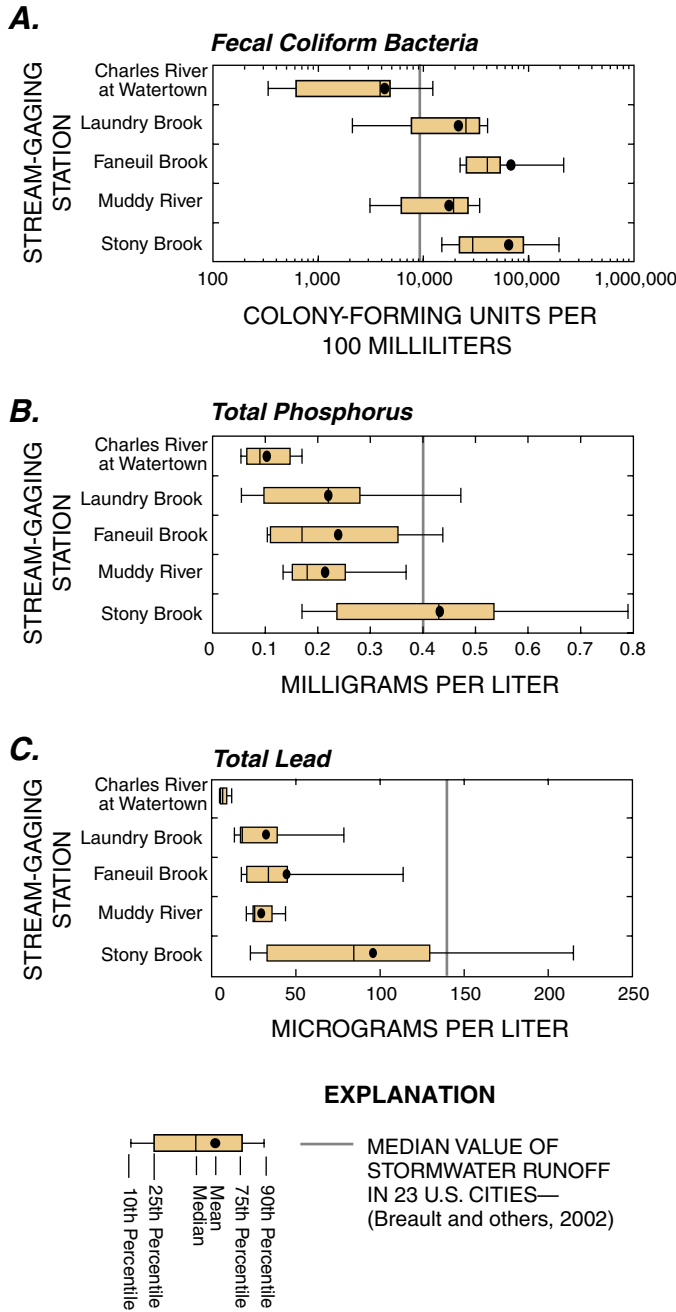 A.
Fecal Coliform Bacteria
STREAM-GAGING
STATION
Charles River
at Watertown
Laundry Brook
Faneuil Brook
Muddy River
Stony Brook
100 1,000 10,000 100,000 1,000,000
COLONY-FORMING UNITS PER
100 MILLILITERS
B.
Total Phosphorus
STREAM-GAGING
STATION
Charles River
at Watertown
Laundry Brook
Faneuil Brook
Muddy River
Stony Brook
0 0.1 0.2 0.3 0.4 0.5 0.6 0.7 0.8
MILLIGRAMS PER LITER
C.
Total Lead
STREAM-GAGING
STATION
Charles River
at Watertown
Laundry Brook
Faneuil Brook
Muddy River
Stony Brook
0 50 100 150 200 250
MICROGRAMS PER LITER
EXPLANATION
10th Percentile
25th Percentile
Median
Mean
75th Percentile
90th Percentile
MEDIAN VALUE OF
STORMWATER RUNOFF
IN 23 U.S. CITIES—
(Breault and others, 2002)